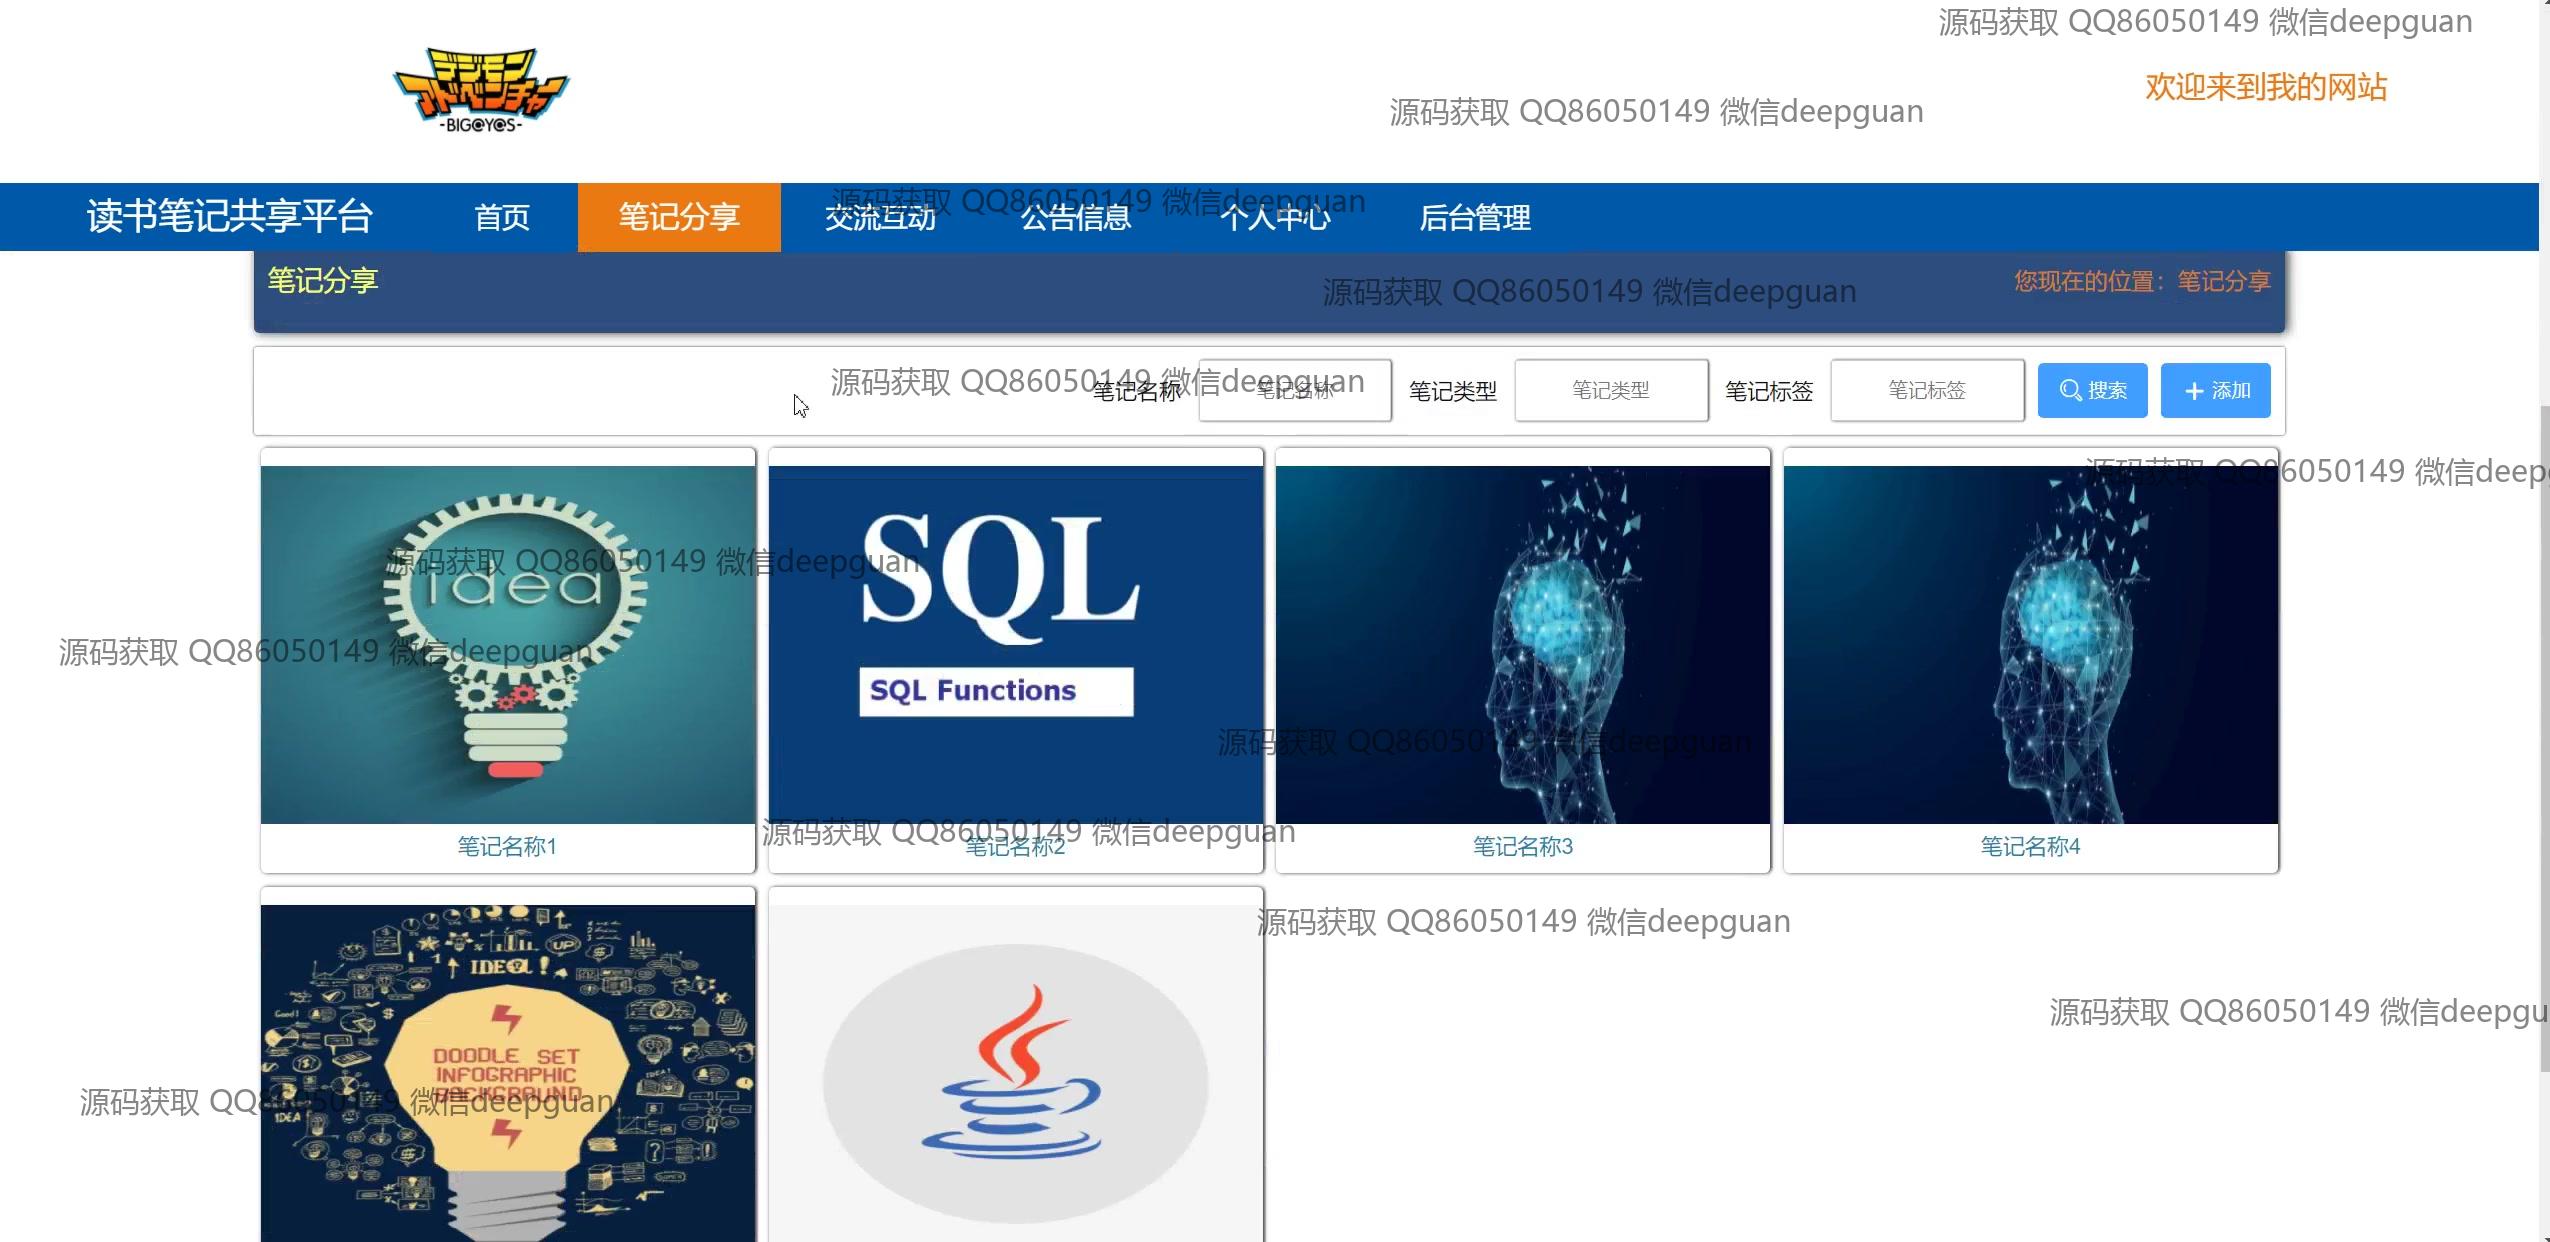 源码获取 QQ86050149 微信deepguan
デジモン
アドベンチャー
-BIG@Y@S-
欢迎来到我的网站
源码获取 QQ86050149 微信deepguan
源码获取 QQ86050149 微信deepguan
读书笔记共享平台 首页 笔记分享 交流互动 公告信息 个人中心 后台管理
笔记分享
您现在的位置：笔记分享
源码获取 QQ86050149 微信deepguan
源码获取 QQ86050149 微信deepguan
笔记名称 笔记名称 笔记类型 笔记类型 笔记标签 笔记标签 搜索 添加
源码获取 QQ86050149 微信deep
源码获取 QQ86050149 微信deepguan
idea
SQL
SQL Functions
源码获取 QQ86050149 微信deepguan
源码获取 QQ86050149 微信deepguan
源码获取 QQ86050149 微信deepguan
笔记名称1 笔记名称2 笔记名称3 笔记名称4
源码获取 QQ86050149 微信deepguan
UP
IDEA!
源码获取 QQ86050149 微信deepgu
Good!
DOODLE SET
INFOGRAPHIC
BACKGRAUND
IDEA!
源码获取 QQ86050149 微信deepguan
IDEA